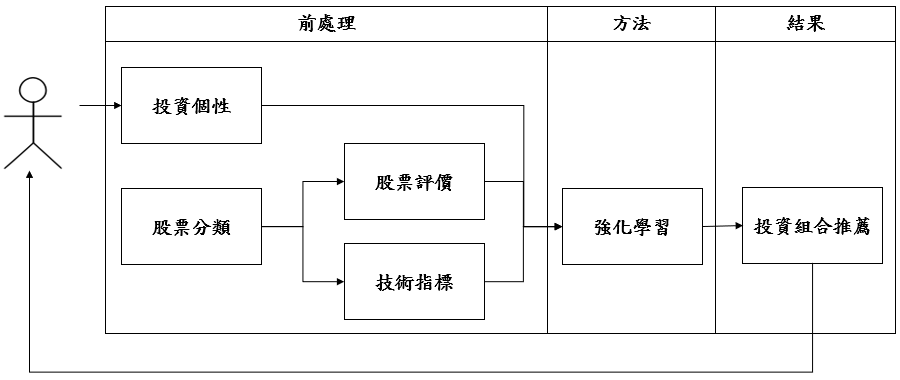 前處理
方法
結果
投資個性
股票評價
股票分類
強化學習
投資組合推薦
技術指標